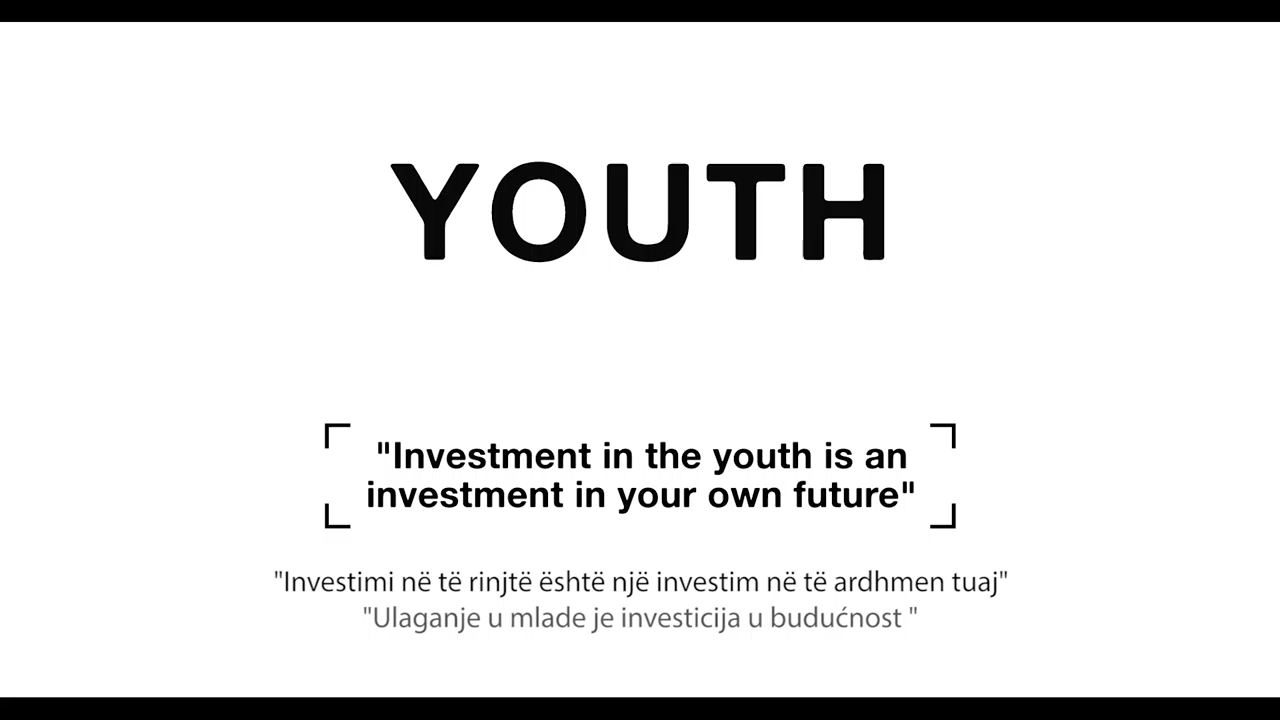 YOUTH
"Investment in the youth is an
investment in your own future"
"Investimi në të rinjtë është një investim në të ardhmen tuaj"
"Ulaganje u mlade je investicija u budućnost "